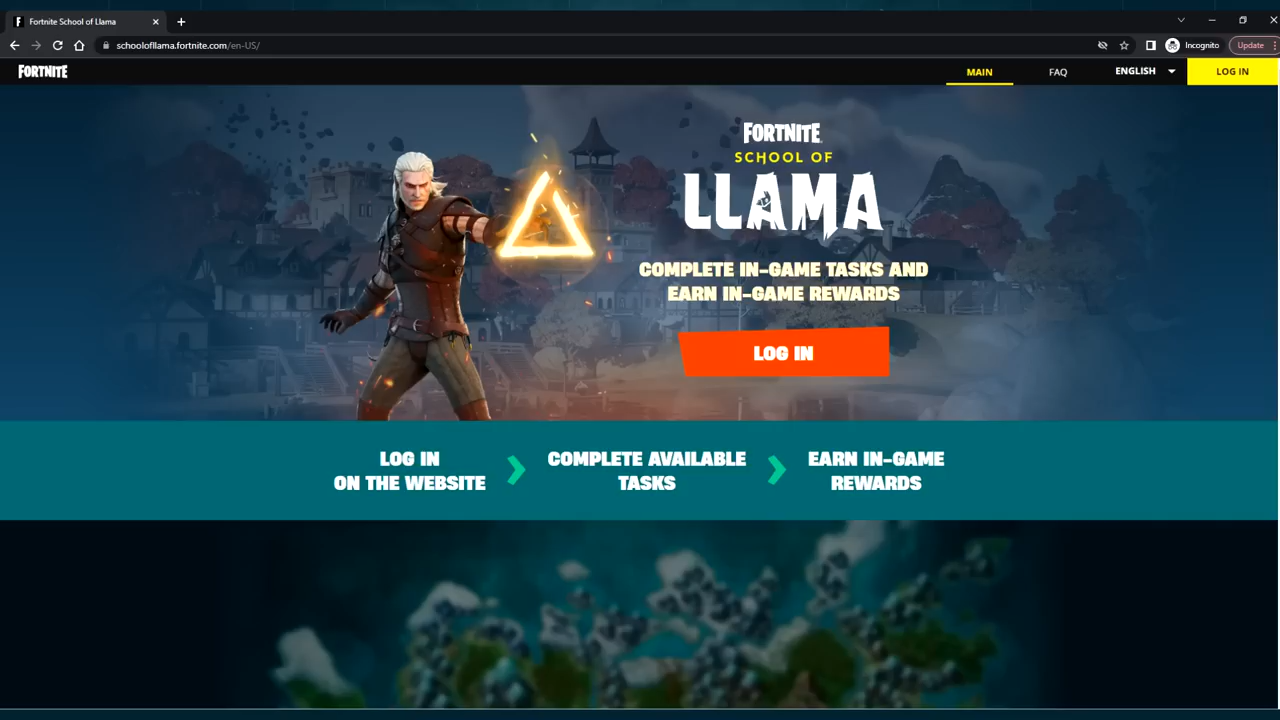 Fortnite School of Llama
schoolofllama.fortnite.com/en-US/
Incognito
Update
FORTNITE
MAIN
FAQ
ENGLISH
LOG IN
FORTNITE
SCHOOL OF
LLAMA
COMPLETE IN-GAME TASKS AND
EARN IN-GAME REWARDS
LOG IN
LOG IN
ON THE WEBSITE
COMPLETE AVAILABLE
TASKS
EARN IN-GAME
REWARDS